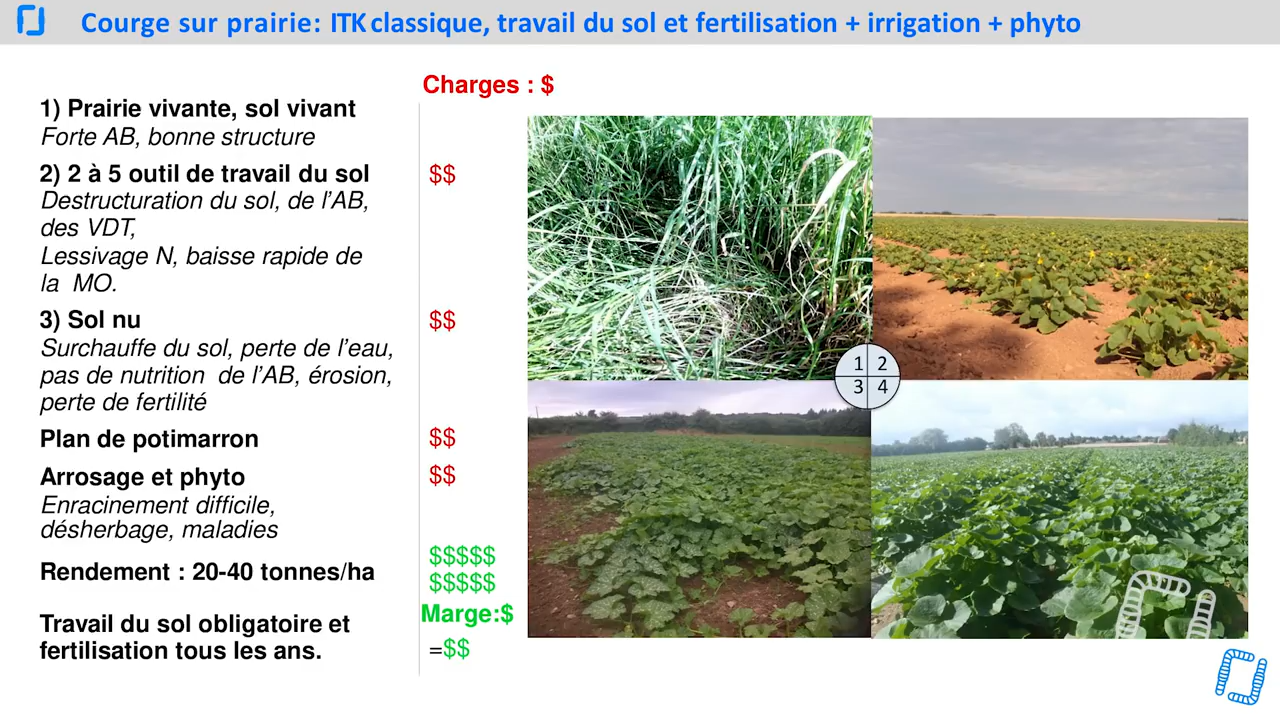 Courge sur prairie: ITK classique, travail du sol et fertilisation + irrigation + phyto
Charges : $
1) Prairie vivante, sol vivant
Forte AB, bonne structure
2) 2 à 5 outil de travail du sol
$$
Destructuration du sol, de l'AB,
des VDT,
Lessivage N, baisse rapide de
la MO.
3) Sol nu
$$
Surchauffe du sol, perte de l'eau,
pas de nutrition de l'AB, érosion,
perte de fertilité
Plan de potimarron
$$
Arrosage et phyto
$$
Enracinement difficile,
désherbage, maladies
Rendement : 20-40 tonnes/ha
$$$$$
$$$$$
Marge:$
Travail du sol obligatoire et
fertilisation tous les ans.
=$$
1 2
3 4